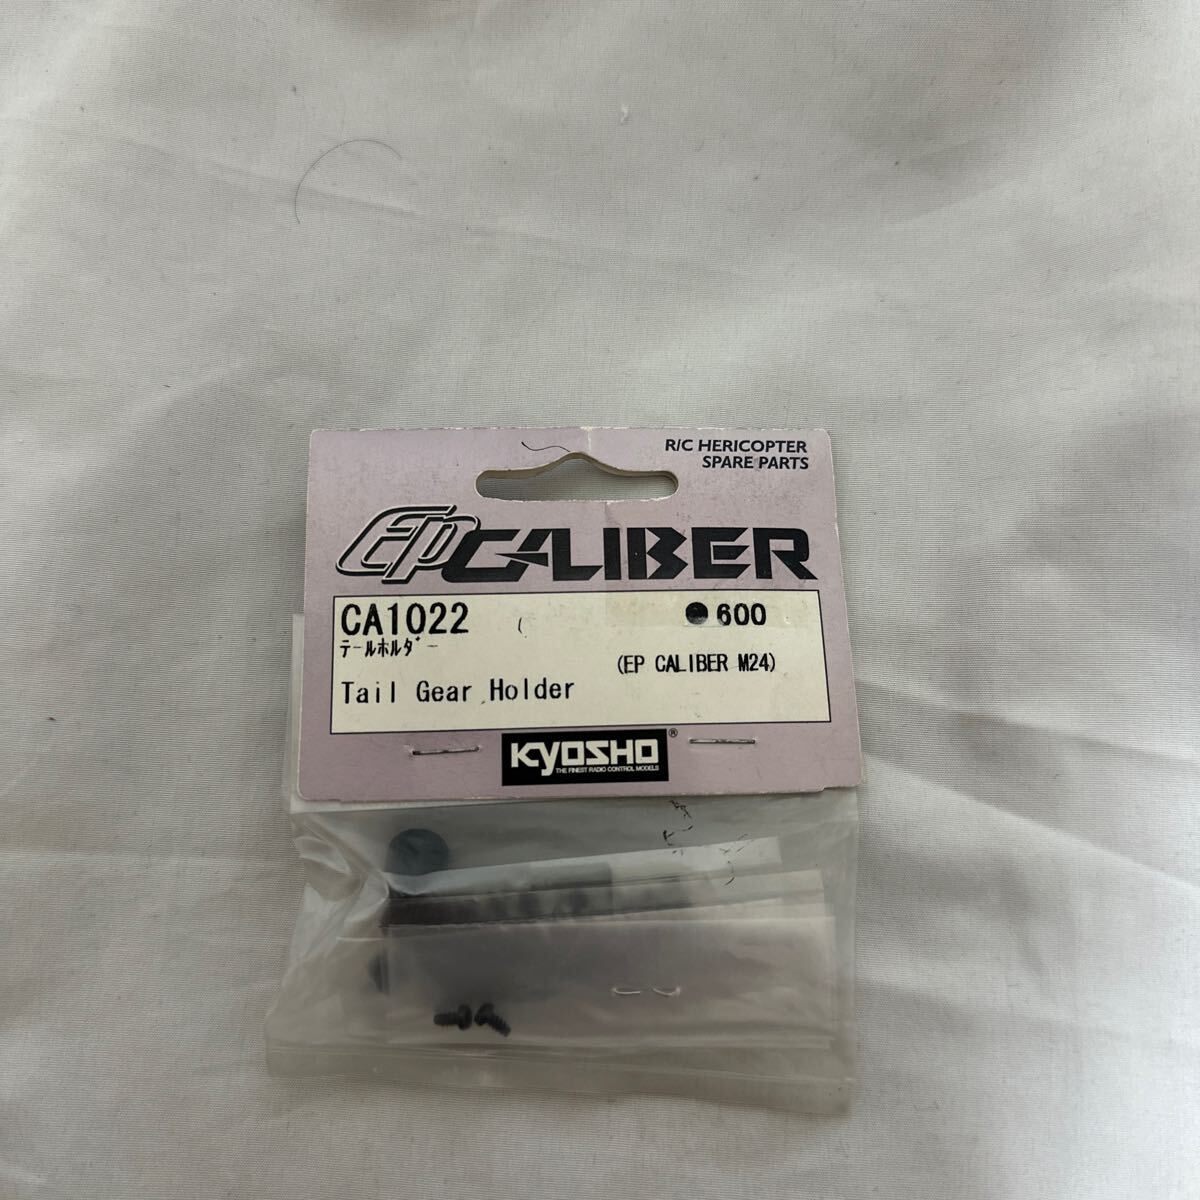 R/C HERICOPTER
SPARE PARTS
EP CALIBER
CA1022 ●600
テールホルダー
(EP CALIBER M24)
Tail Gear Holder
KYOSHO®
THE FINEST RADIO CONTROL MODELS